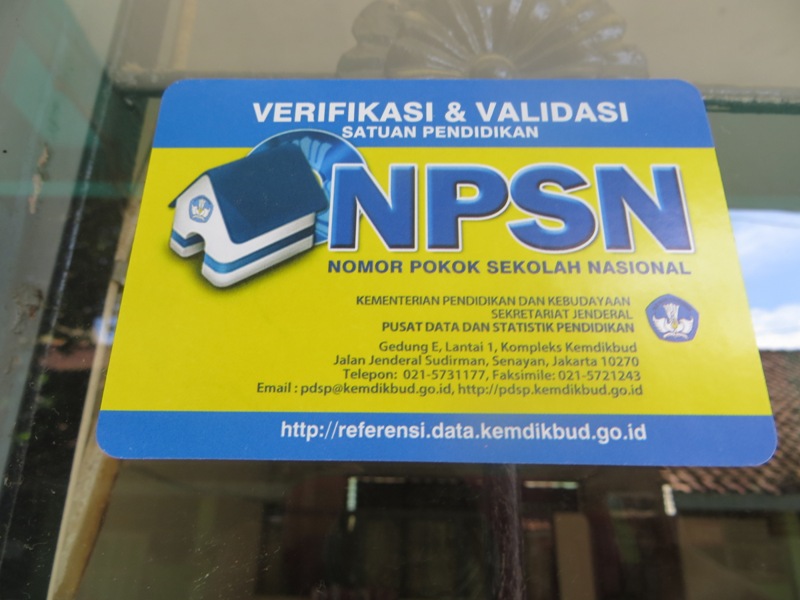 VERIFIKASI & VALIDASI
SATUAN PENDIDIKAN
NPSN
NOMOR POKOK SEKOLAH NASIONAL
KEMENTERIAN PENDIDIKAN DAN KEBUDAYAAN
SEKRETARIAT JENDERAL
PUSAT DATA DAN STATISTIK PENDIDIKAN
Gedung E, Lantai 1, Kompleks Kemdikbud
Jalan Jenderal Sudirman, Senayan, Jakarta 10270
Telepon: 021-5731177, Faksimile: 021-5721243
Email : pdsp@kemdikbud.go.id, http://pdsp.kemdikbud.go.id
http://referensi.data.kemdikbud.go.id